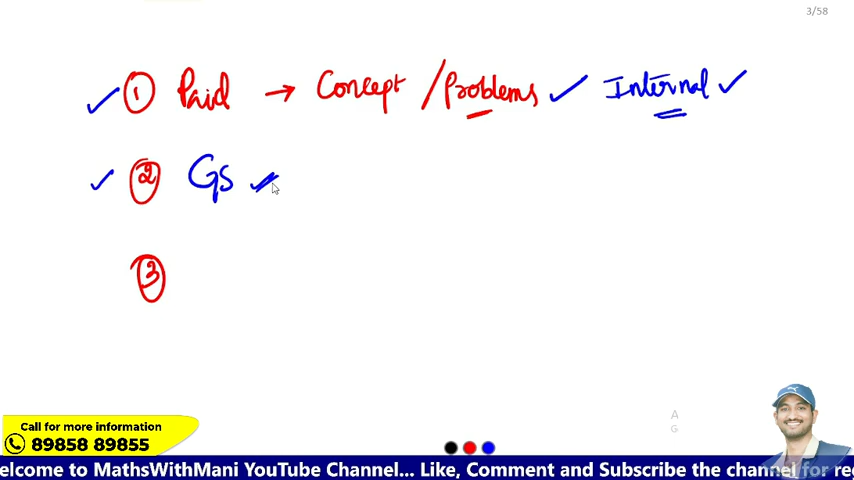 3/58
① Paid → Concept /Problems ✓ Internal ✓
② Gs ✓
③
A
G
Call for more information
89858 89855
elcome to MathsWithMani YouTube Channel... Like, Comment and Subscribe the channel for rec